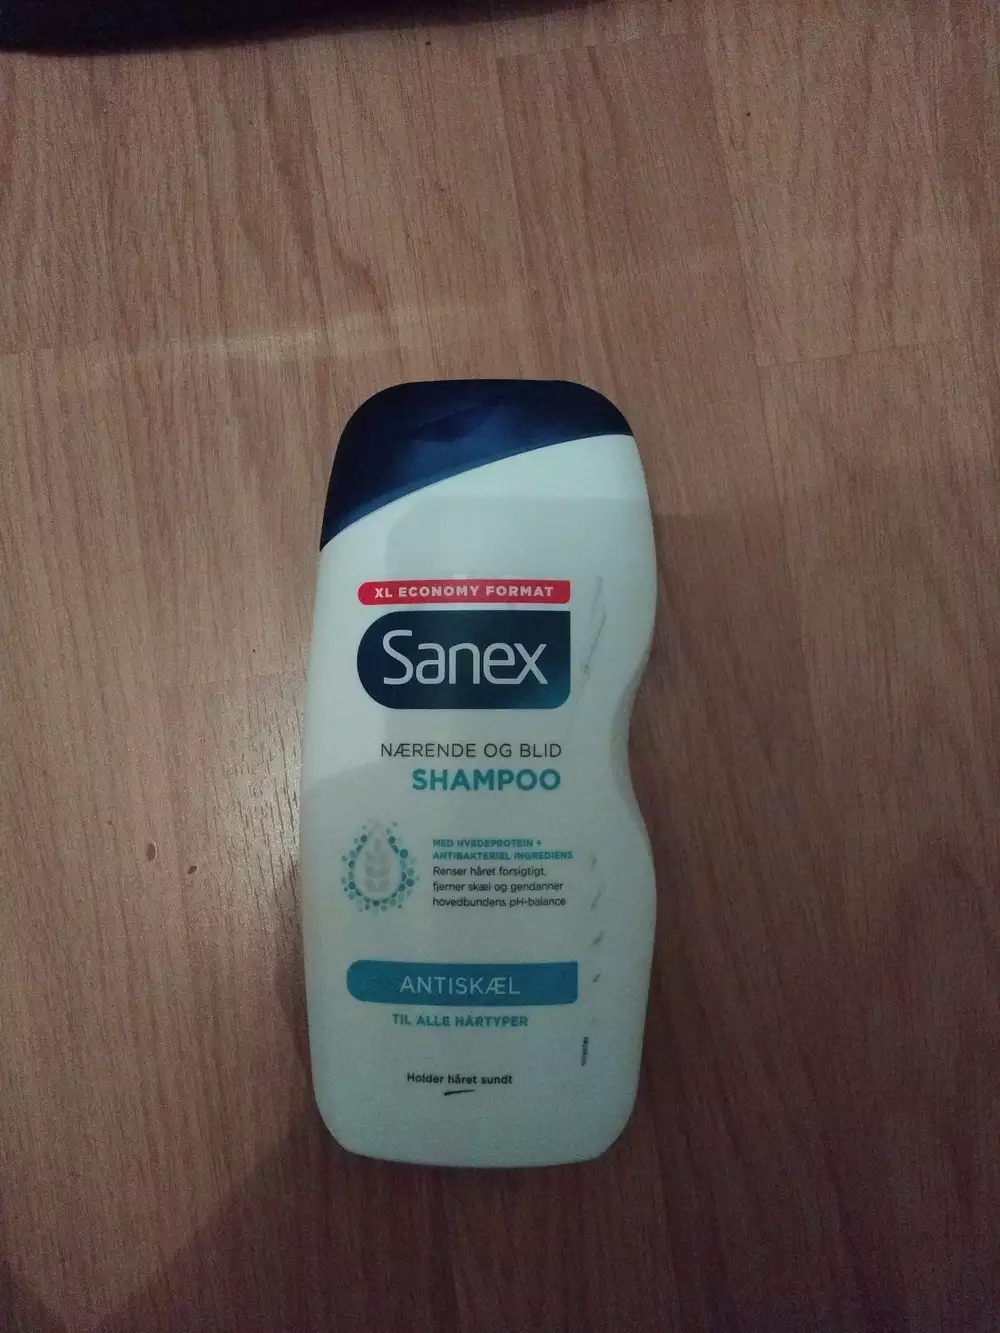 XL ECONOMY FORMAT
Sanex
NÆRENDE OG BLID
SHAMPOO
MED HVEDEPROTEIN +
ANTIBAKTERIEL INGREDIENS
Renser håret forsigtigt,
fjerner skæl og gendanner
hovedbundens pH-balance
ANTISKÆL
TIL ALLE HÅRTYPER
Holder håret sundt